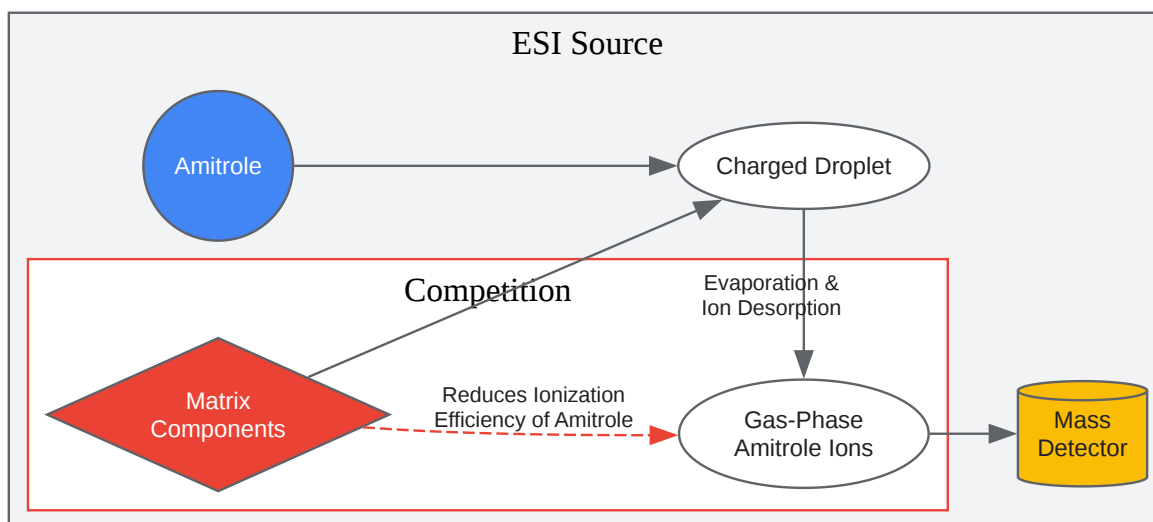 ESI Source
Amitrole
Charged Droplet
Competition
Evaporation &
Ion Desorption
Matrix
Components
Reduces Ionization
Efficiency of Amitrole
Gas-Phase
Amitrole Ions
Mass
Detector